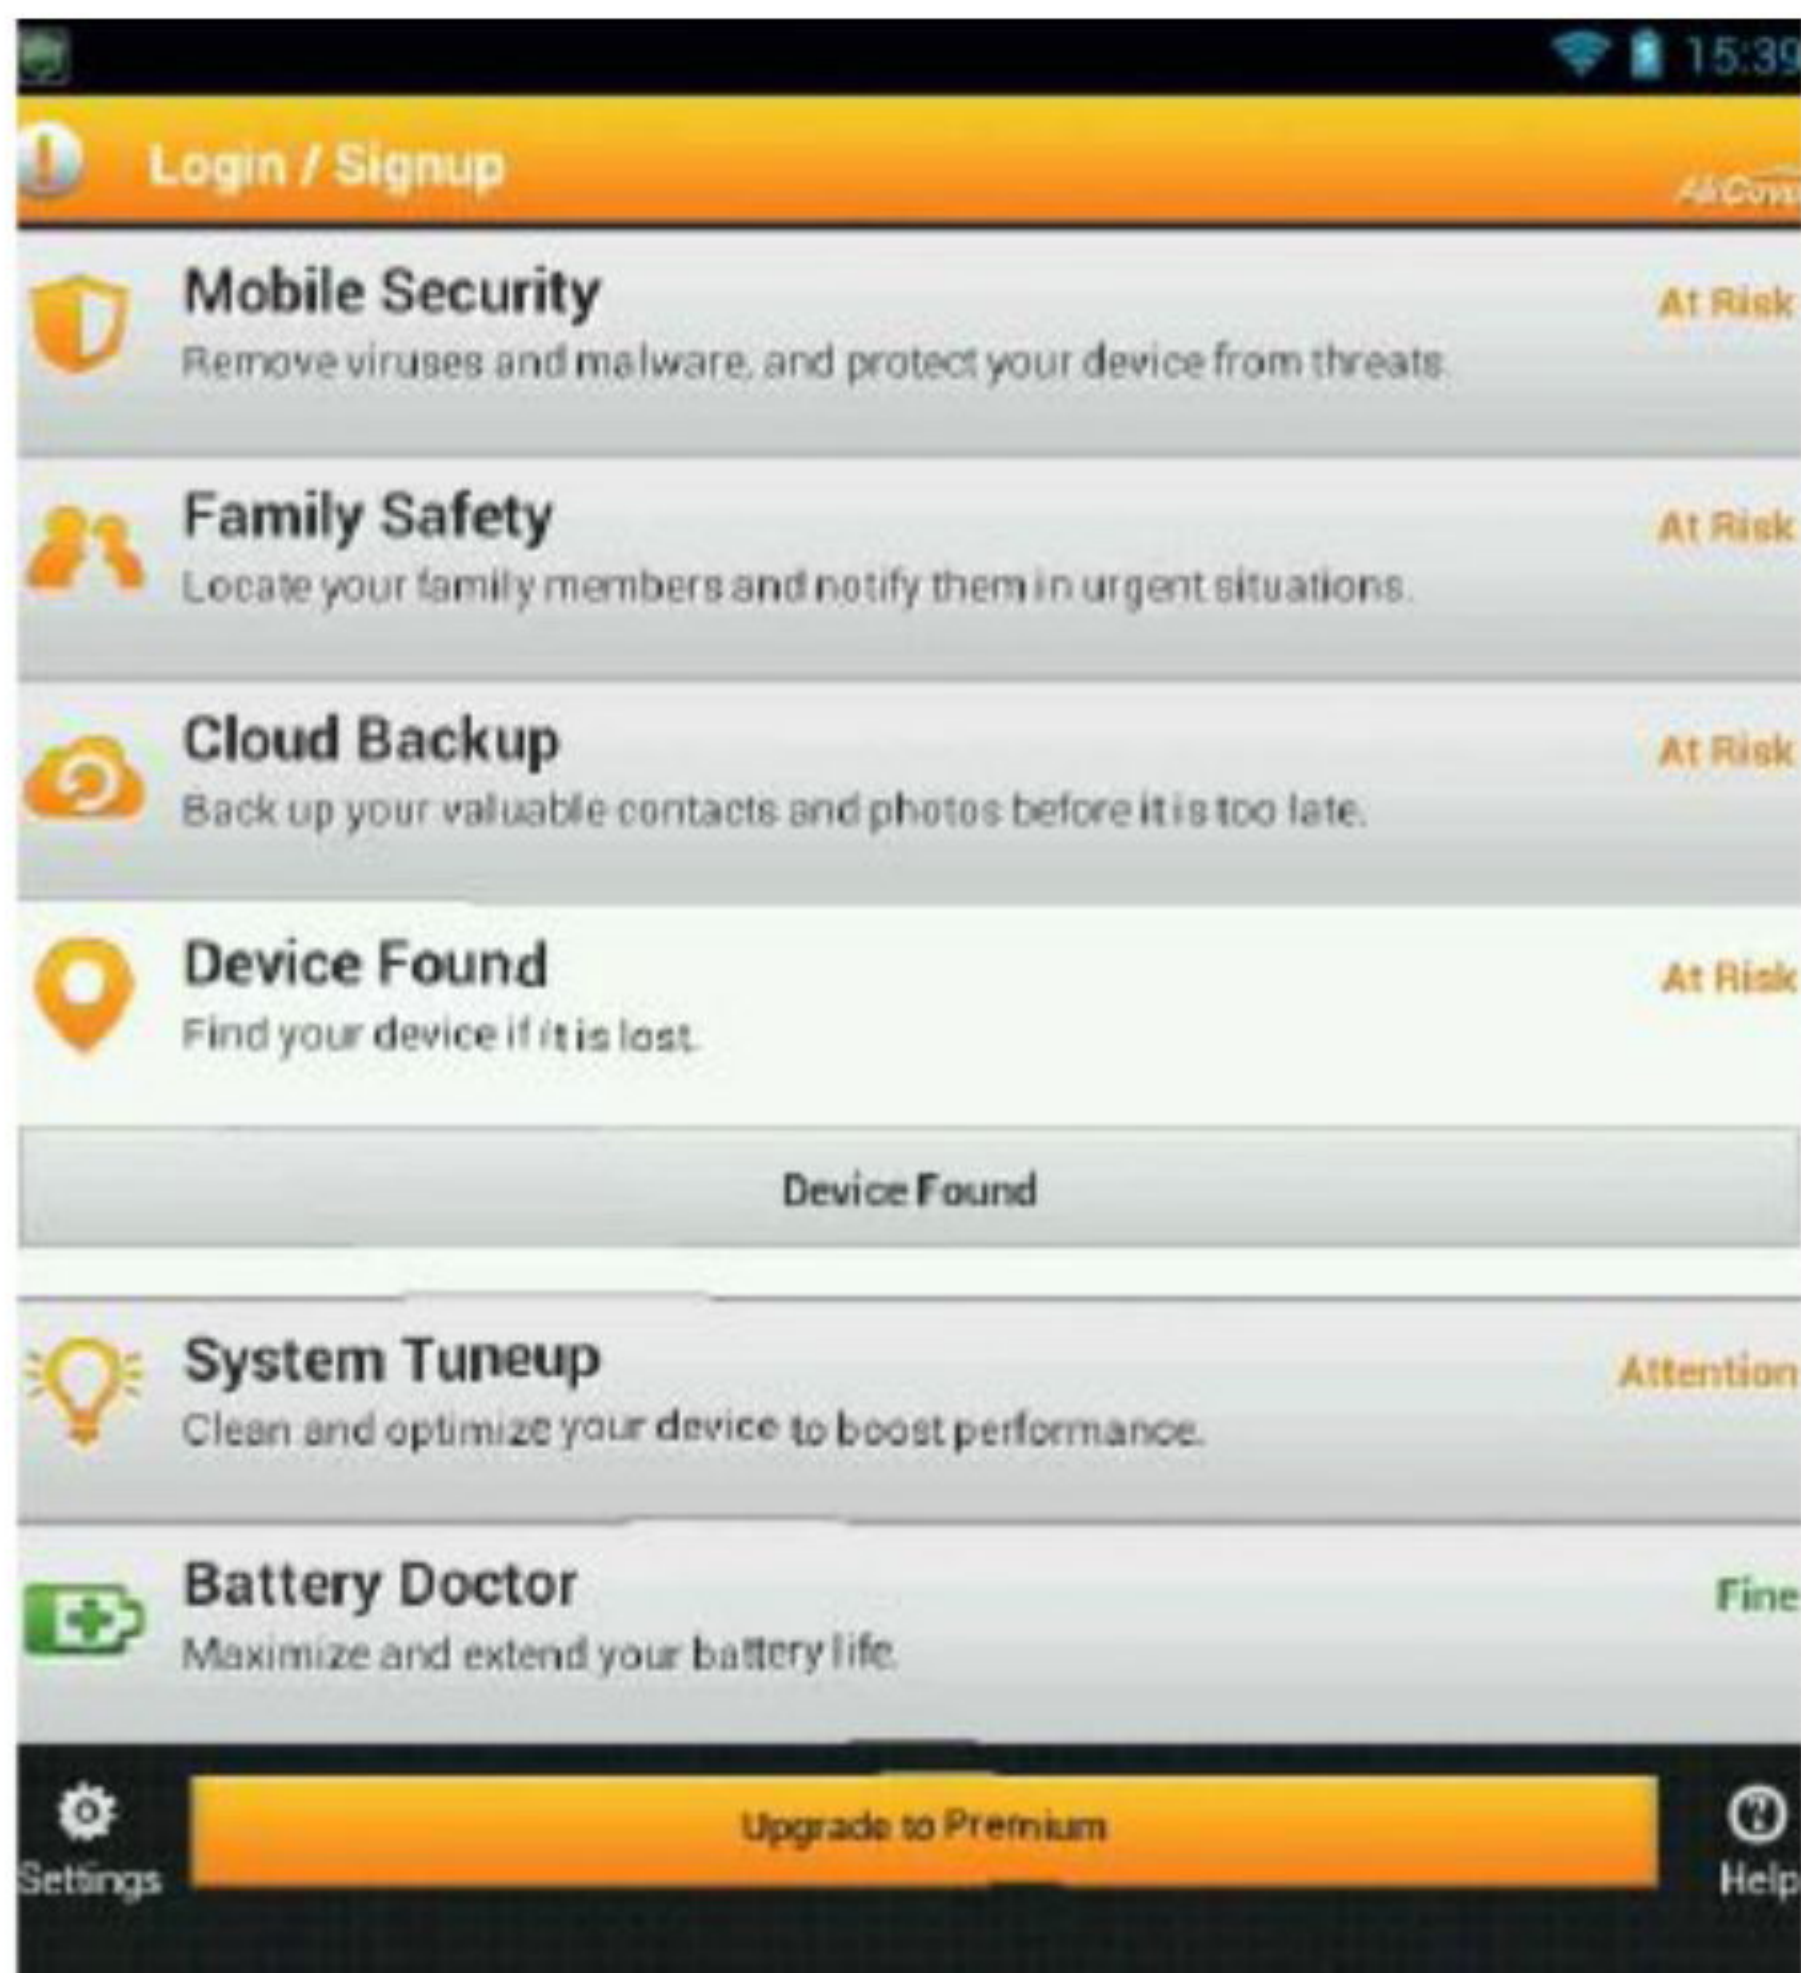 15:39
Login / Signup
Mobile Security
At Risk
Remove viruses and malware, and protect your device from threats.
Family Safety
At Risk
Locate your family members and notify them in urgent situations.
Cloud Backup
At Risk
Back up your valuable contacts and photos before it is too late.
Device Found
At Risk
Find your device if it is lost.
Device Found
System Tuneup
Attention
Clean and optimize your device to boost performance.
Battery Doctor
Fine
Maximize and extend your battery life.
Upgrade to Premium
Settings
Help